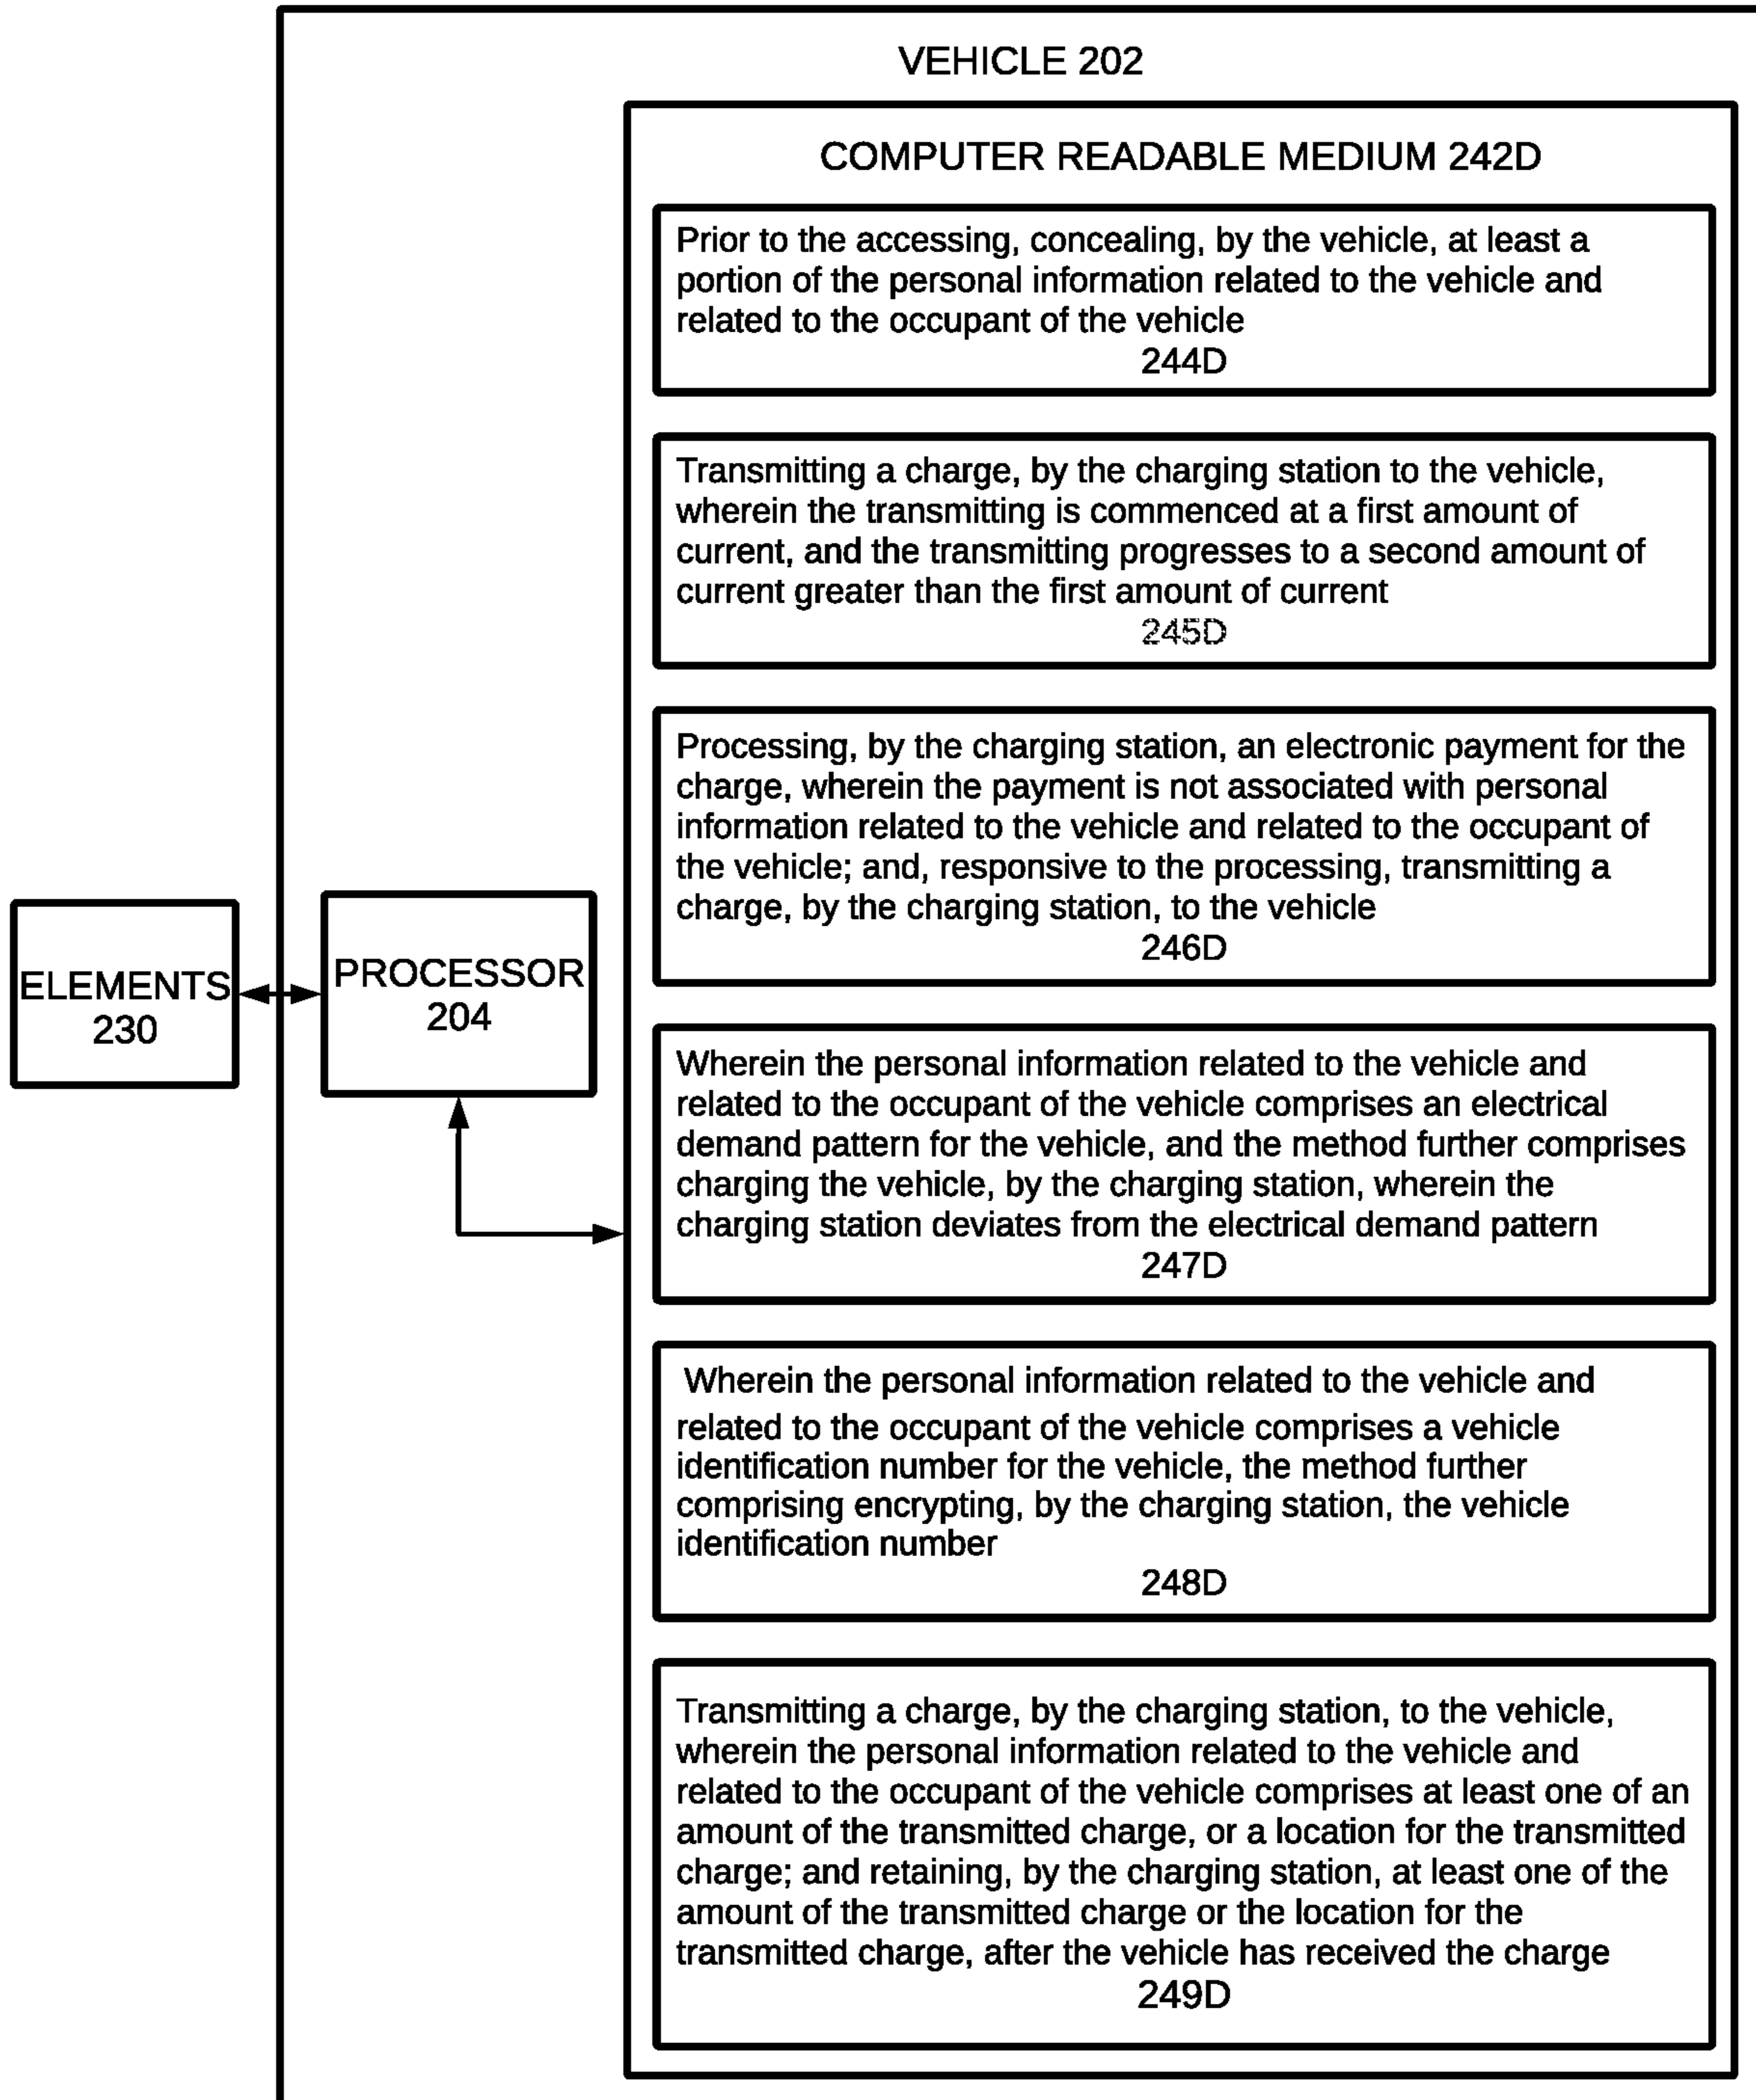 VEHICLE 202
COMPUTER READABLE MEDIUM 242D
Prior to the accessing, concealing, by the vehicle, at least a
portion of the personal information related to the vehicle and
related to the occupant of the vehicle
244D
Transmitting a charge, by the charging station to the vehicle,
wherein the transmitting is commenced at a first amount of
current, and the transmitting progresses to a second amount of
current greater than the first amount of current
245D
Processing, by the charging station, an electronic payment for the
charge, wherein the payment is not associated with personal
information related to the vehicle and related to the occupant of
the vehicle; and, responsive to the processing, transmitting a
charge, by the charging station, to the vehicle
246D
ELEMENTS
230
PROCESSOR
204
Wherein the personal information related to the vehicle and
related to the occupant of the vehicle comprises an electrical
demand pattern for the vehicle, and the method further comprises
charging the vehicle, by the charging station, wherein the
charging station deviates from the electrical demand pattern
247D
Wherein the personal information related to the vehicle and
related to the occupant of the vehicle comprises a vehicle
identification number for the vehicle, the method further
comprising encrypting, by the charging station, the vehicle
identification number
248D
Transmitting a charge, by the charging station, to the vehicle,
wherein the personal information related to the vehicle and
related to the occupant of the vehicle comprises at least one of an
amount of the transmitted charge, or a location for the transmitted
charge; and retaining, by the charging station, at least one of the
amount of the transmitted charge or the location for the
transmitted charge, after the vehicle has received the charge
249D